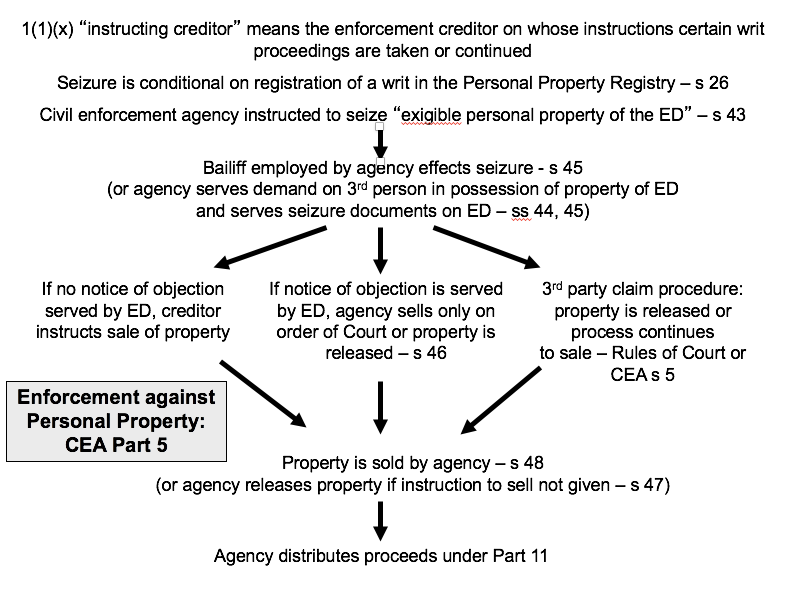 1(1)(x) “instructing creditor” means the enforcement creditor on whose instructions certain writ
proceedings are taken or continued
Seizure is conditional on registration of a writ in the Personal Property Registry – s 26
Civil enforcement agency instructed to seize “exigible personal property of the ED” – s 43
Bailiff employed by agency effects seizure - s 45
(or agency serves demand on 3rd person in possession of property of ED
and serves seizure documents on ED – ss 44, 45)
If no notice of objection
served by ED, creditor
instructs sale of property
If notice of objection is served
by ED, agency sells only on
order of Court or property is
released – s 46
3rd party claim procedure:
property is released or
process continues
to sale – Rules of Court or
CEA s 5
Enforcement against
Personal Property:
CEA Part 5
Property is sold by agency – s 48
(or agency releases property if instruction to sell not given – s 47)
Agency distributes proceeds under Part 11